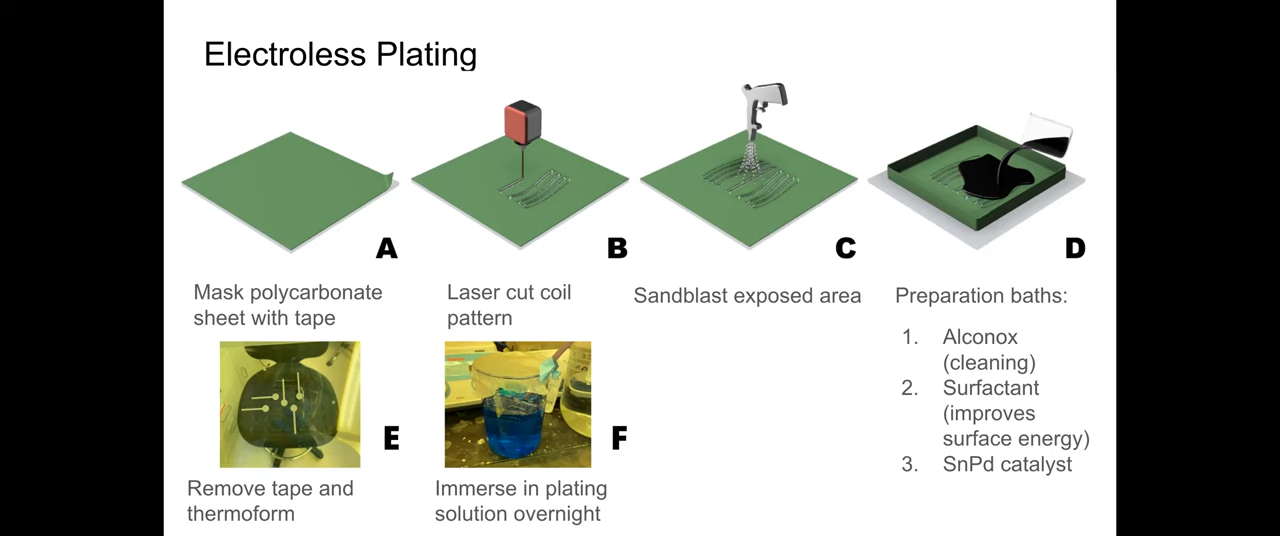 Electroless Plating
A
B
C
D
Mask polycarbonate
sheet with tape
Laser cut coil
pattern
Sandblast exposed area
Preparation baths:
1. Alconox
(cleaning)
2. Surfactant
(improves
surface energy)
3. SnPd catalyst
E
F
Remove tape and
thermoform
Immerse in plating
solution overnight